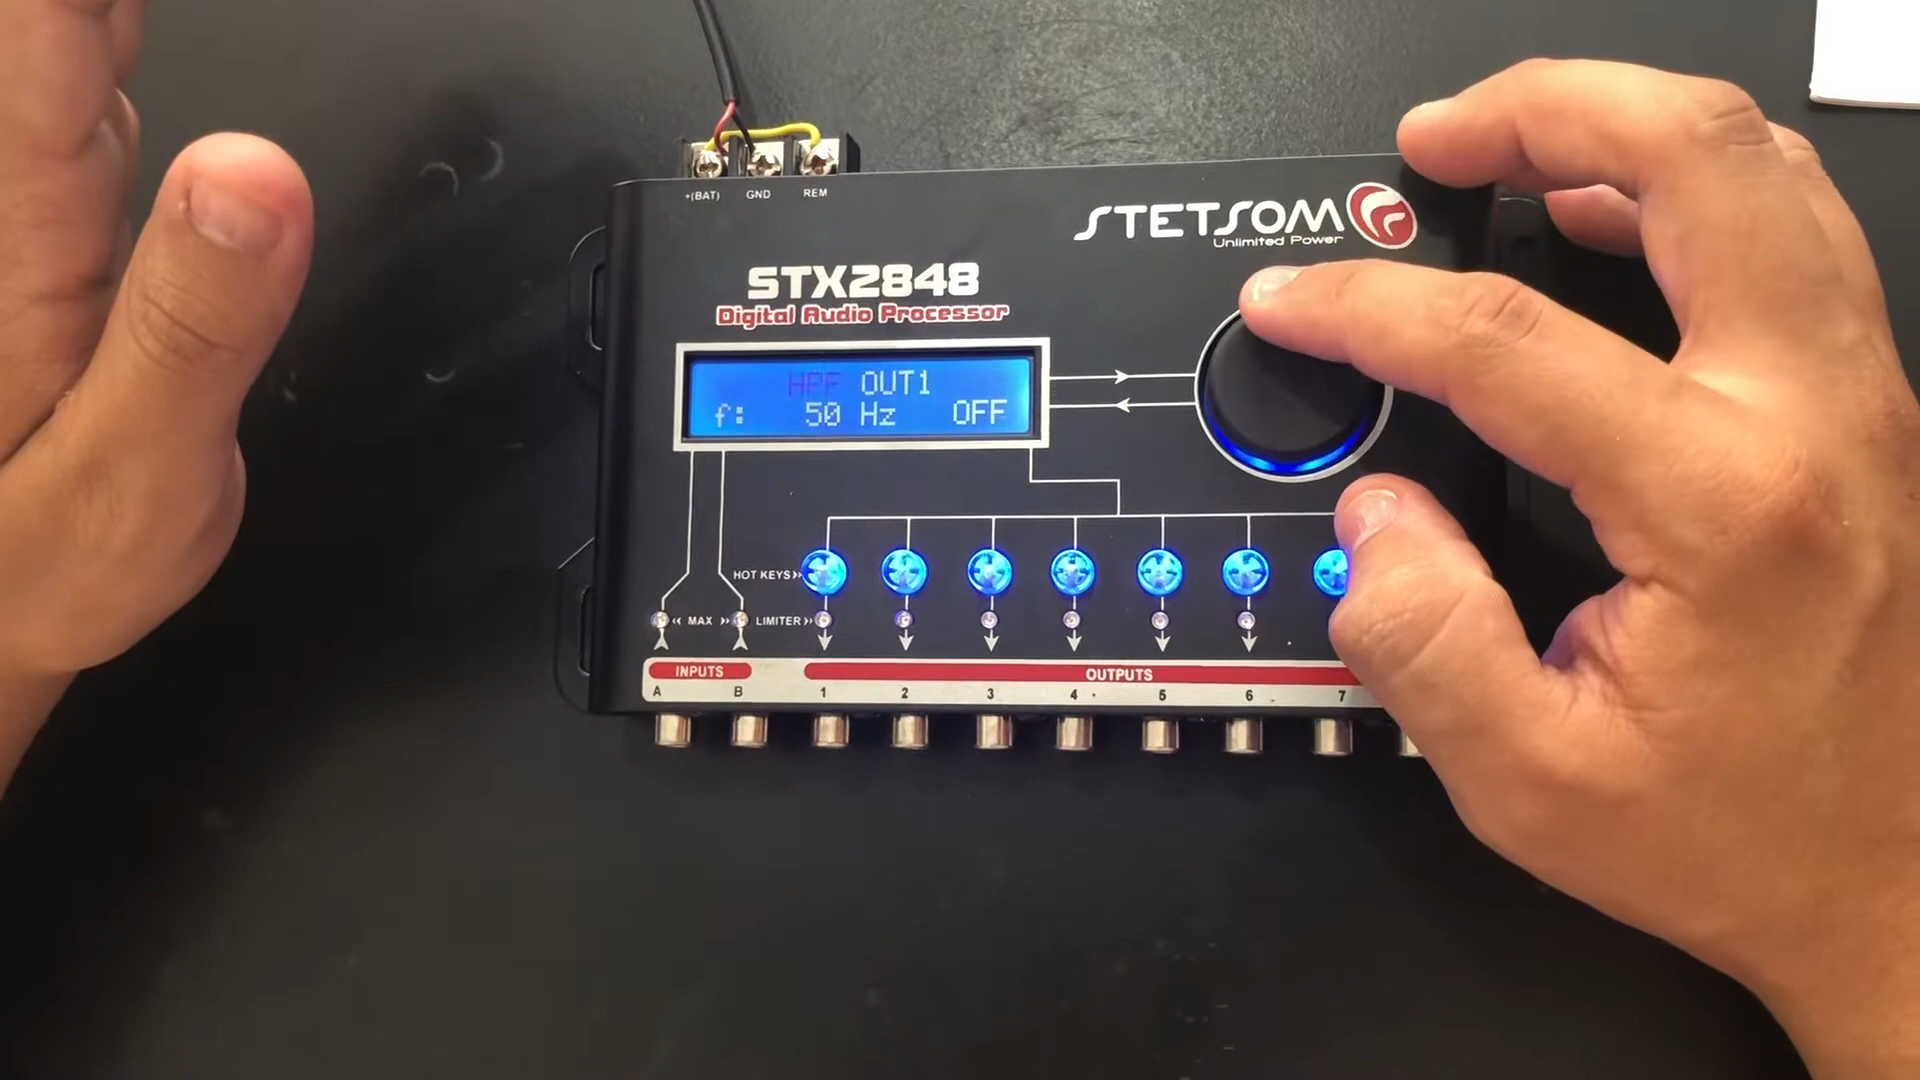 +(BAT) GND REM
STETSOM
Unlimited Power
STX2848
Digital Audio Processor
HPF OUT1
f: 50 Hz OFF
HOT KEYS»
« MAX » LIMITER»
INPUTS OUTPUTS
A B 1 2 3 4 5 6 7